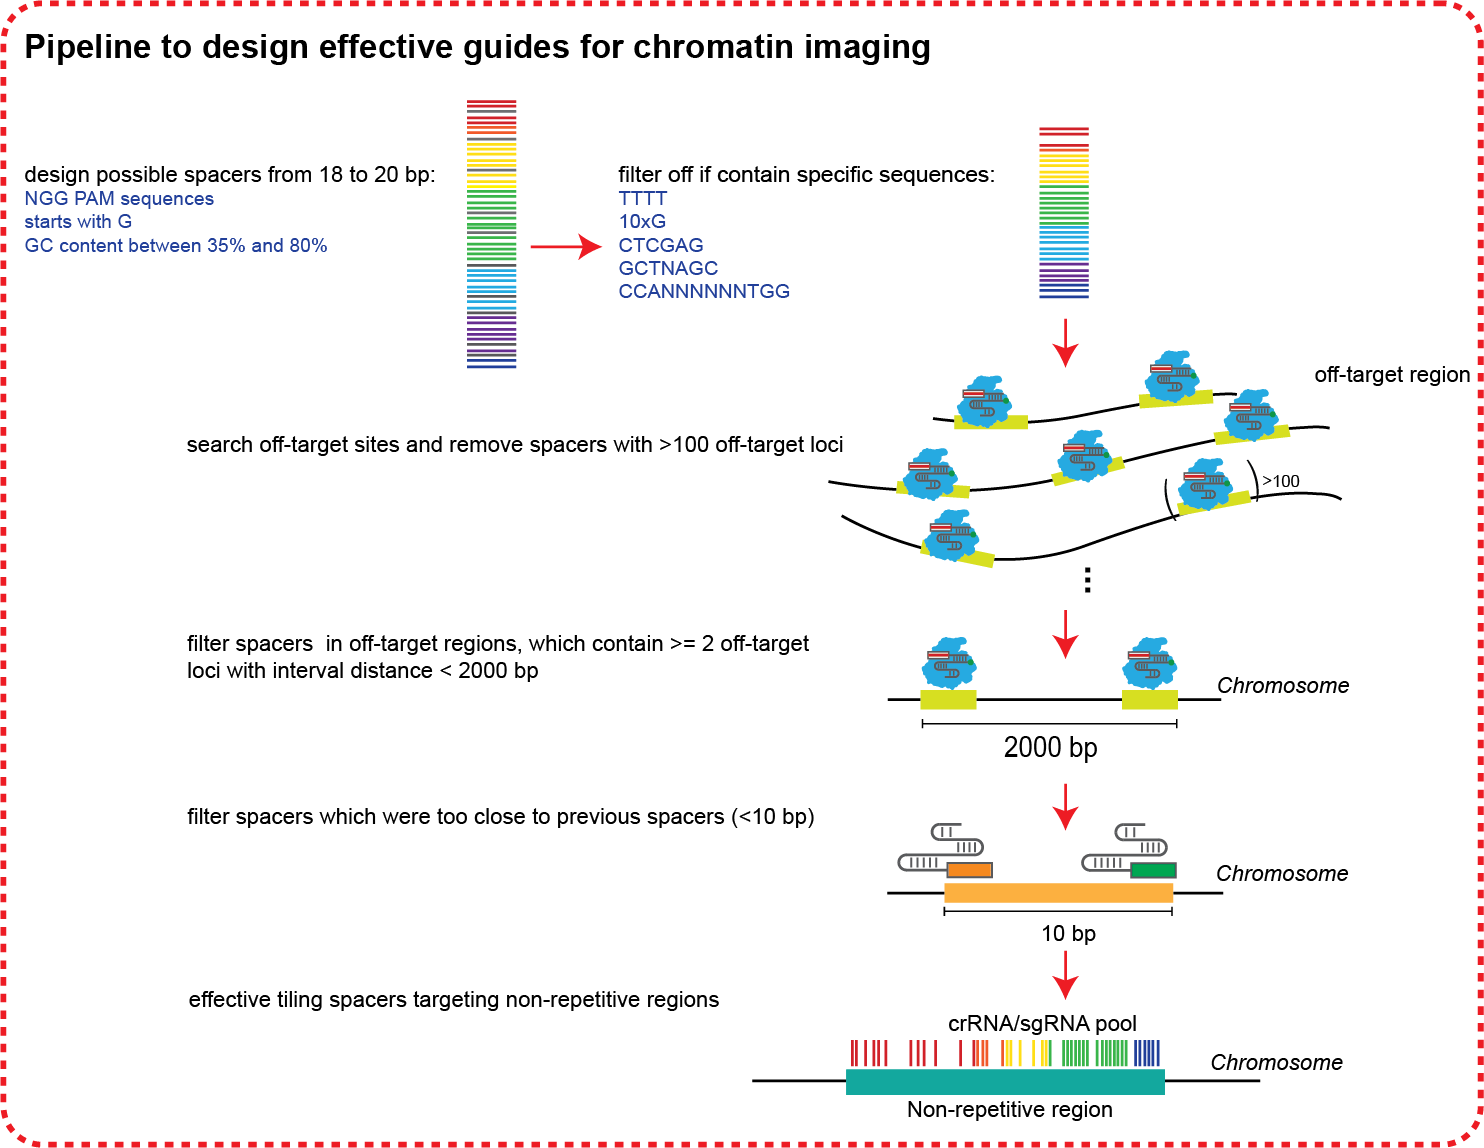 Pipeline to design effective guides for chromatin imaging
design possible spacers from 18 to 20 bp:
NGG PAM sequences
starts with G
GC content between 35% and 80%
filter off if contain specific sequences:
TTTT
10xG
CTCGAG
GCTNAGC
CCANNNNNNTGG
off-target region
search off-target sites and remove spacers with >100 off-target loci
>100
filter spacers  in off-target regions, which contain >= 2 off-target
loci with interval distance < 2000 bp
Chromosome
2000 bp
filter spacers which were too close to previous spacers (<10 bp)
Chromosome
10 bp
effective tiling spacers targeting non-repetitive regions
crRNA/sgRNA pool
Chromosome
Non-repetitive region